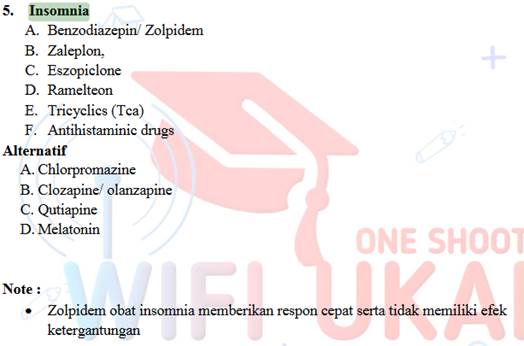 5. Insomnia
A. Benzodiazepin/ Zolpidem
B. Zaleplon,
C. Eszopiclone
D. Ramelteon
E. Tricyclics (Tca)
F. Antihistaminic drugs
Alternatif
A. Chlorpromazine
B. Clozapine/ olanzapine
C. Qutiapine
D. Melatonin
ONE SHOOT
WIFI UKAI
Note :
• Zolpidem obat insomnia memberikan respon cepat serta tidak memiliki efek
ketergantungan